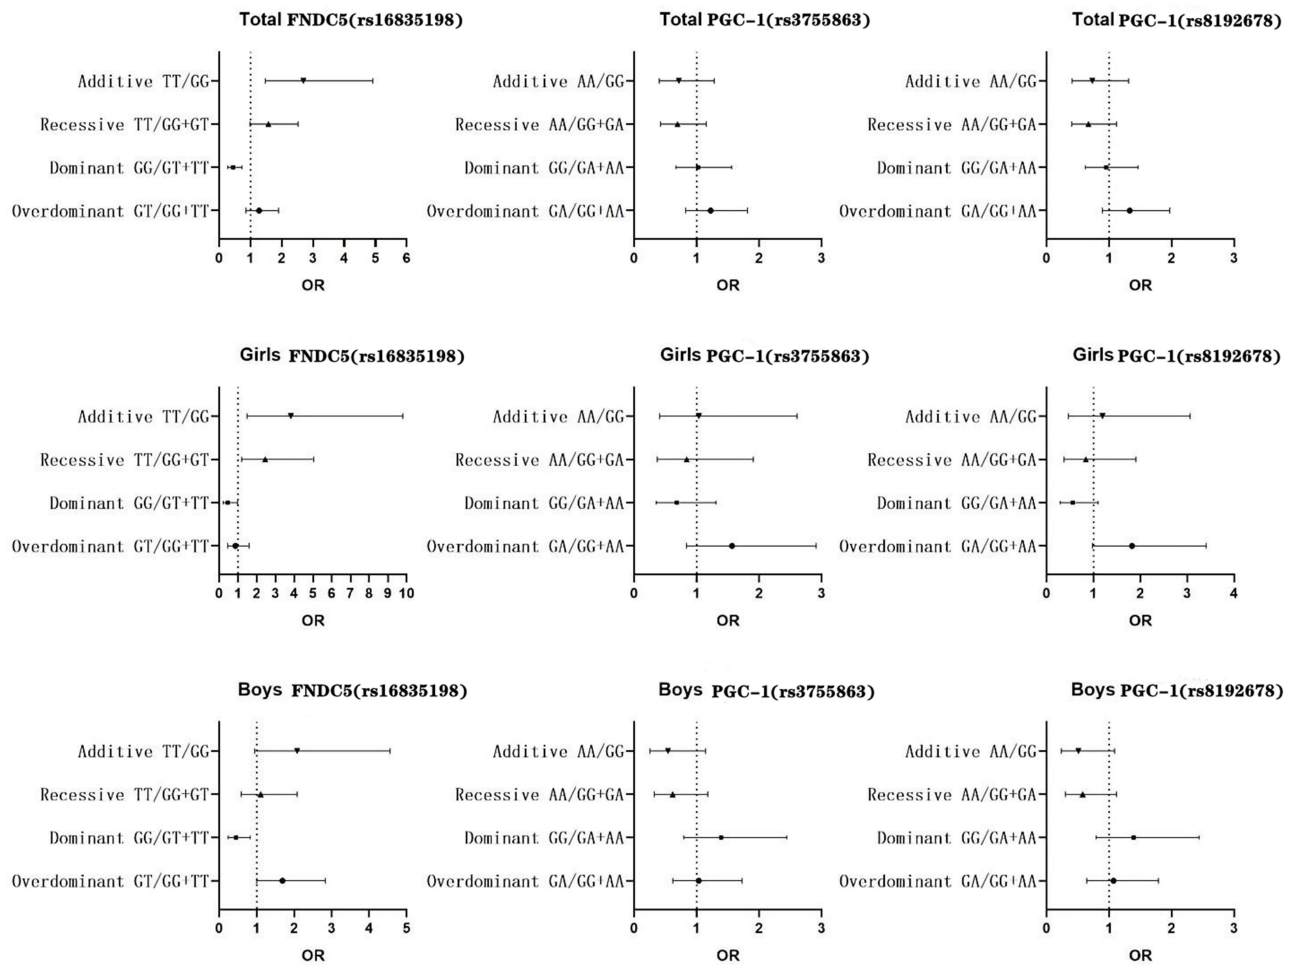 Total FNDC5(rs16835198)
Additive TT/GG
Recessive TT/GG+GT
Dominant GG/GT+TT
Overdominant GT/GG+TT
0 1 2 3 4 5 6
OR
Total PGC-1(rs3755863)
Additive AA/GG
Recessive AA/GG+GA
Dominant GG/GA+AA
Overdominant GA/GG+AA
0 1 2 3
OR
Total PGC-1(rs8192678)
Additive AA/GG
Recessive AA/GG+GA
Dominant GG/GA+AA
Overdominant GA/GG+AA
0 1 2 3
OR
Girls FNDC5(rs16835198)
Additive TT/GG
Recessive TT/GG+GT
Dominant GG/GT+TT
Overdominant GT/GG+TT
0 1 2 3 4 5 6 7 8 9 10
OR
Girls PGC-1(rs3755863)
Additive AA/GG
Recessive AA/GG+GA
Dominant GG/GA+AA
Overdominant GA/GG+AA
0 1 2 3
OR
Girls PGC-1(rs8192678)
Additive AA/GG
Recessive AA/GG+GA
Dominant GG/GA+AA
Overdominant GA/GG+AA
0 1 2 3 4
OR
Boys FNDC5(rs16835198)
Additive TT/GG
Recessive TT/GG+GT
Dominant GG/GT+TT
Overdominant GT/GG+TT
0 1 2 3 4 5
OR
Boys PGC-1(rs3755863)
Additive AA/GG
Recessive AA/GG+GA
Dominant GG/GA+AA
Overdominant GA/GG+AA
0 1 2 3
OR
Boys PGC-1(rs8192678)
Additive AA/GG
Recessive AA/GG+GA
Dominant GG/GA+AA
Overdominant GA/GG+AA
0 1 2 3
OR